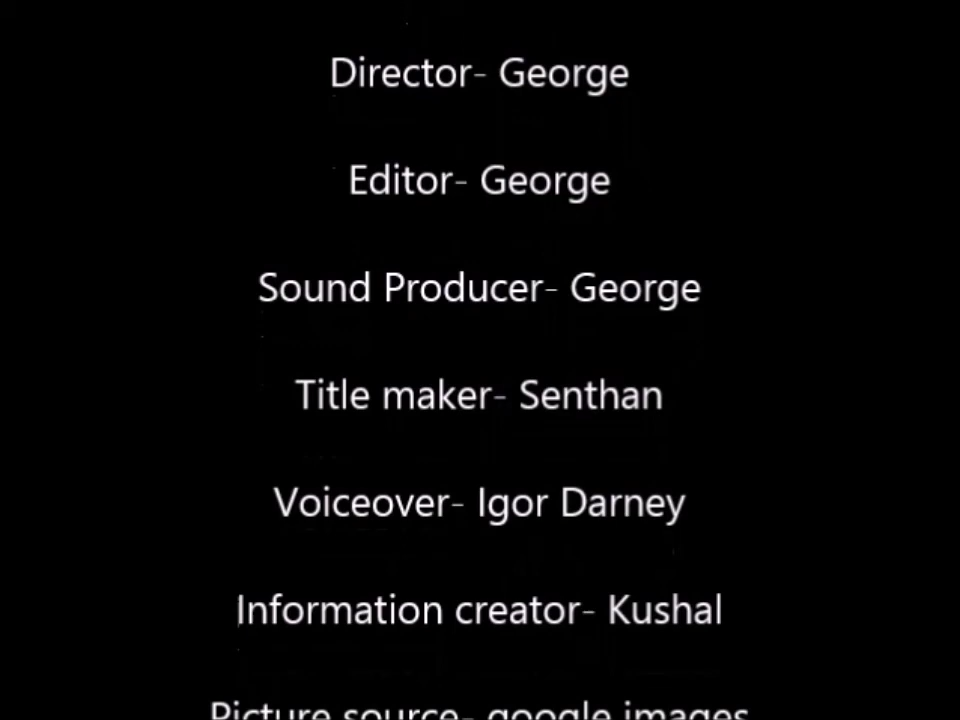 Director- George
Editor- George
Sound Producer- George
Title maker- Senthan
Voiceover- Igor Darney
Information creator- Kushal
Picture source- google images